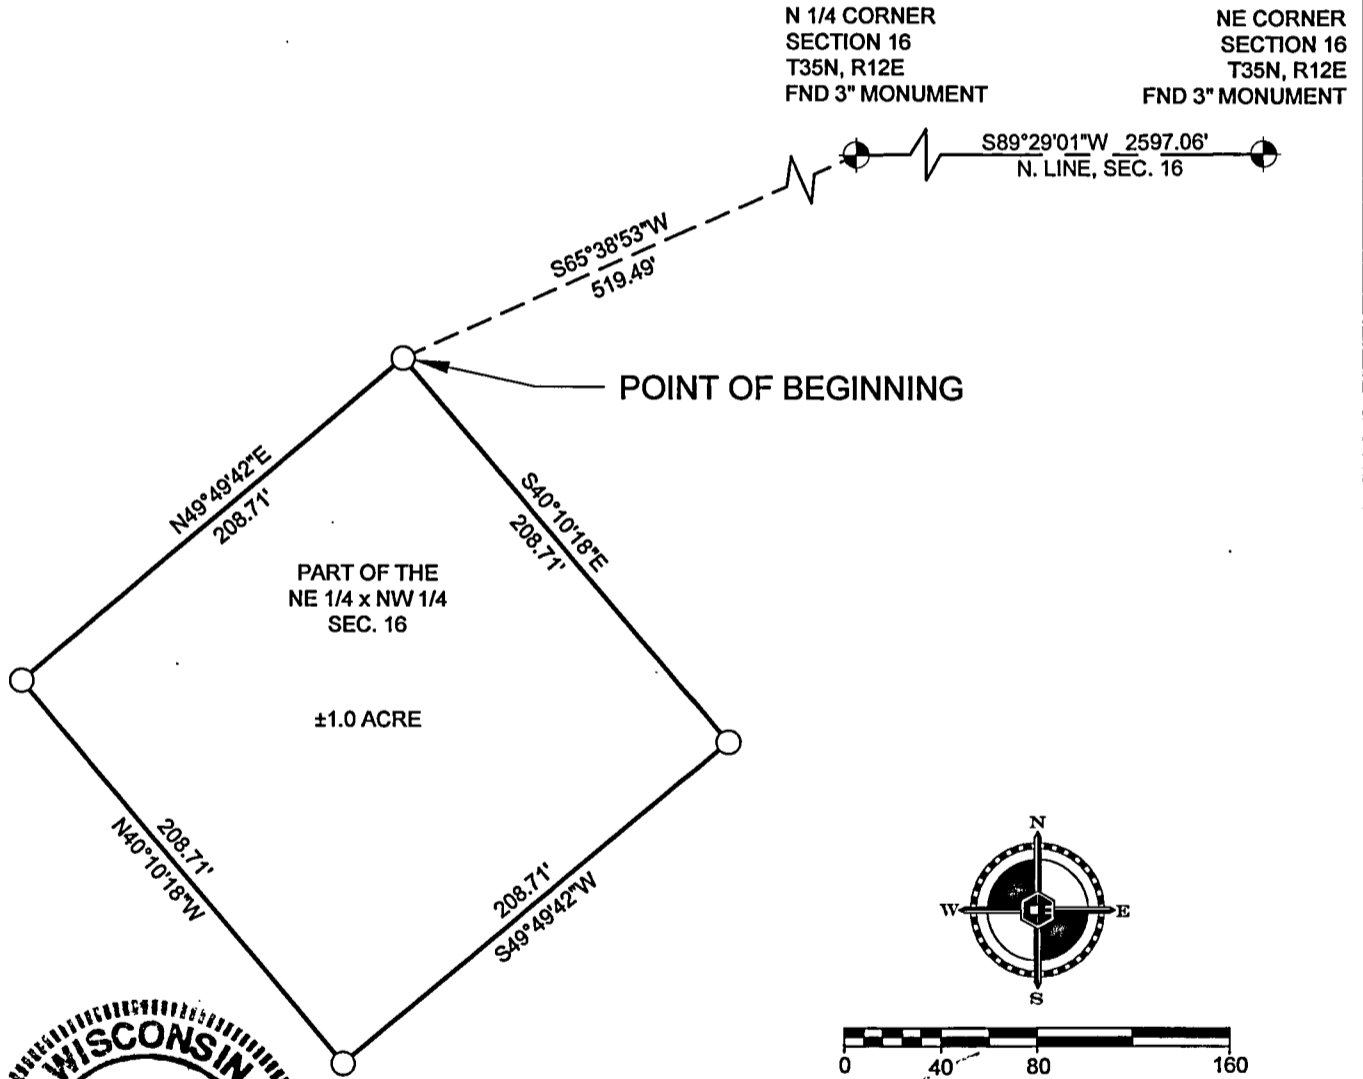 N 1/4 CORNER
SECTION 16
T35N, R12E
FND 3" MONUMENT
NE CORNER
SECTION 16
T35N, R12E
FND 3" MONUMENT
S89°29'01"W 2597.06'
N. LINE, SEC. 16
S65°38'53"W
519.49'
POINT OF BEGINNING
N49°49'42"E
208.71'
S40°10'18"E
208.71'
PART OF THE
NE 1/4 x NW 1/4
SEC. 16
±1.0 ACRE
208.71'
N40°10'18"W
208.71'
S49°49'42"W
N
W
E
S
WISCONSIN
0 40 80 160